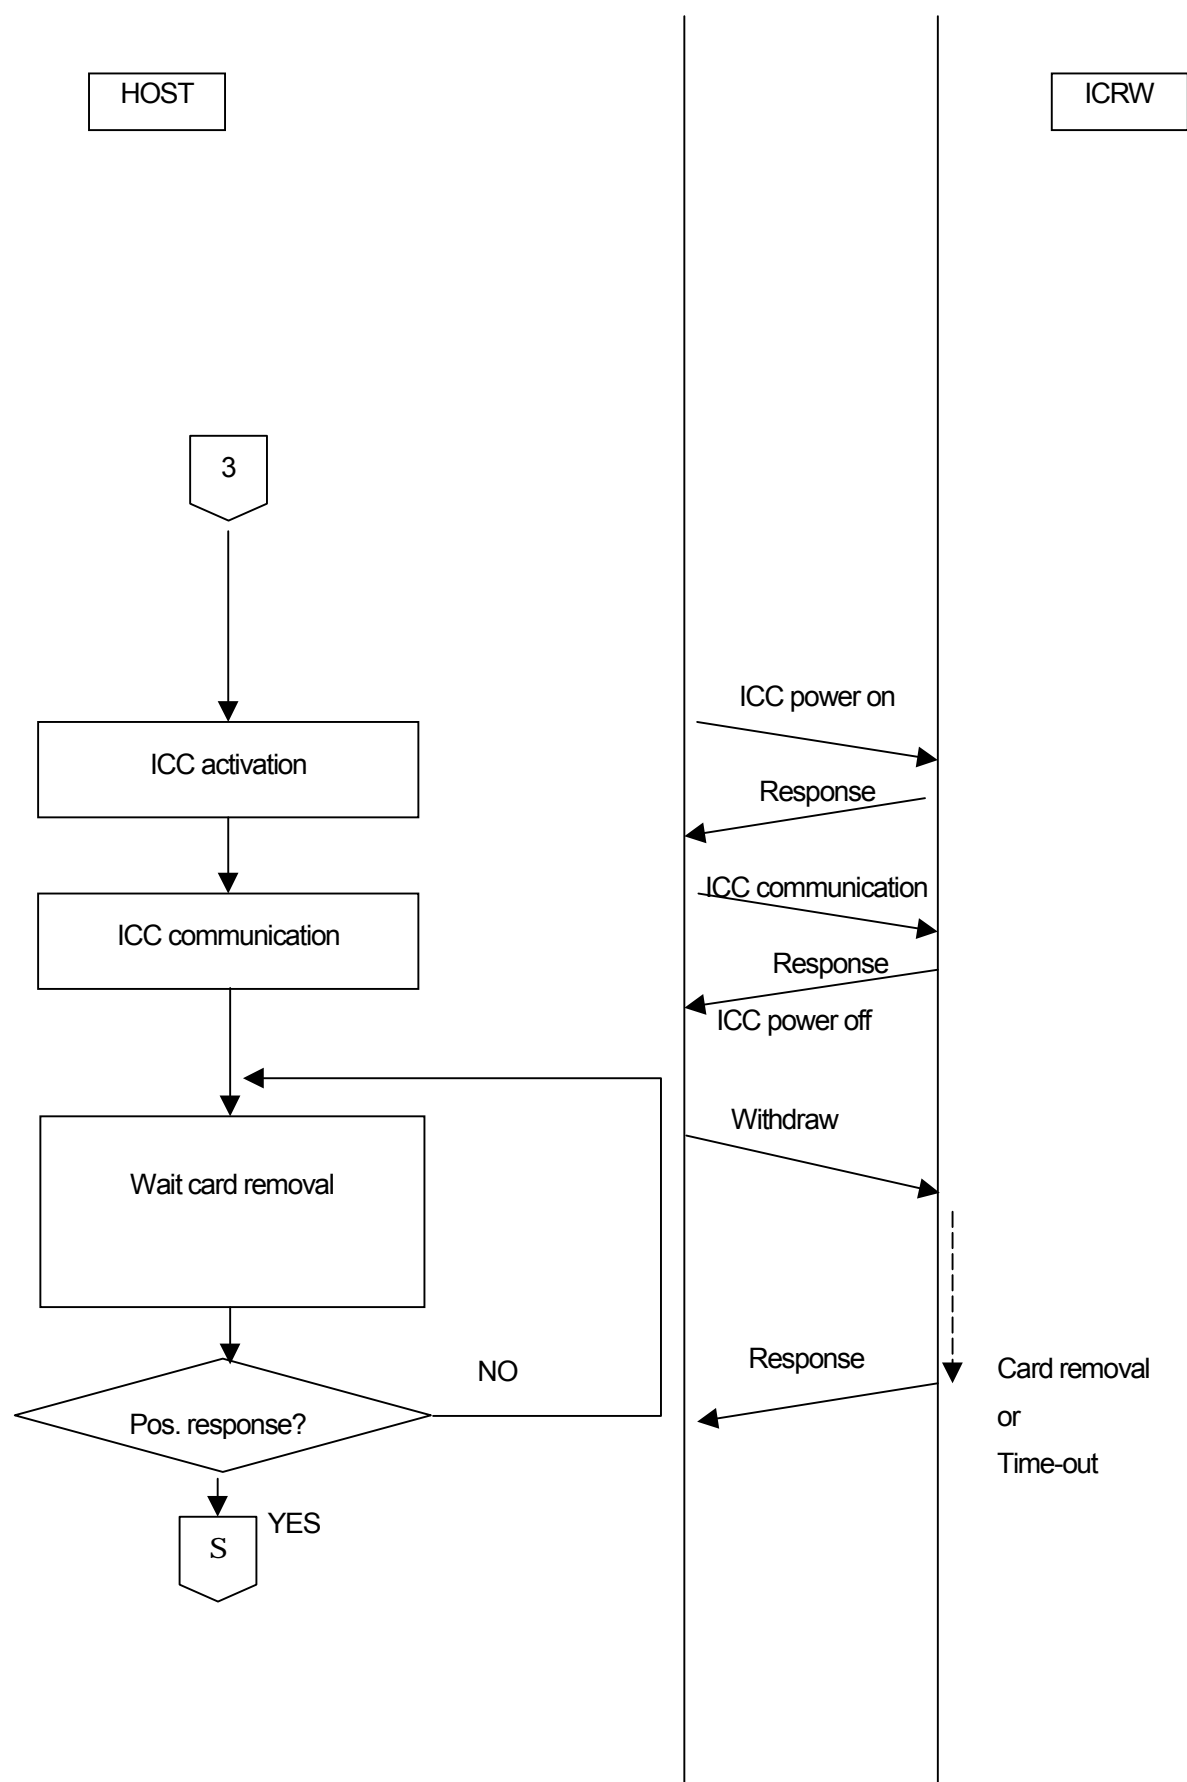 HOST
ICRW
3
ICC power on
ICC activation
Response
ICC communication
ICC communication
Response
ICC power off
Withdraw
Wait card removal
Response
NO
Card removal
Pos. response?
or
Time-out
YES
S